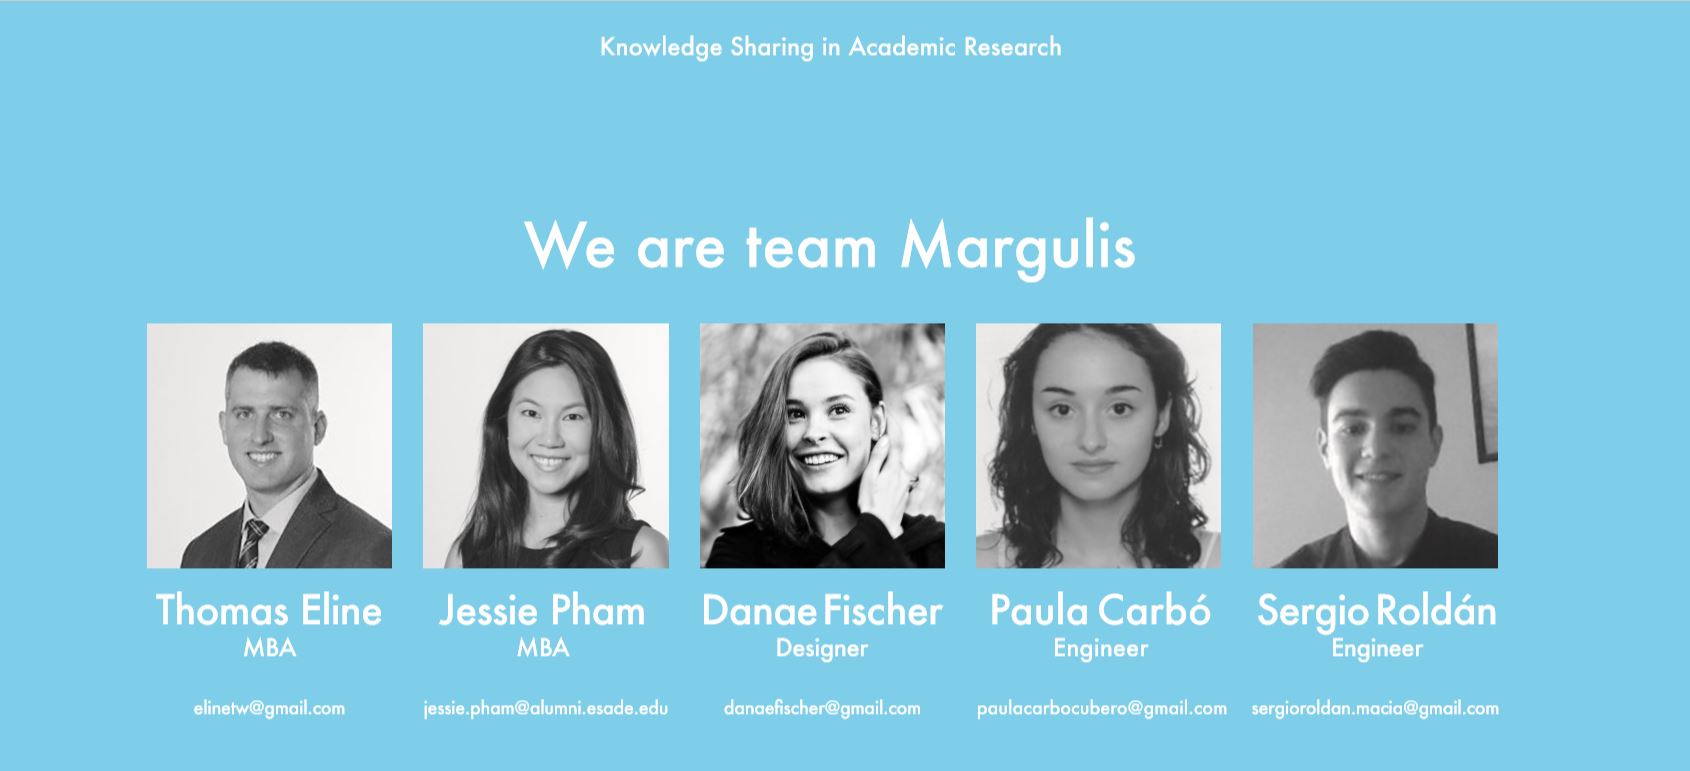 Knowledge Sharing in Academic Research
We are team Margulis
Thomas Eline
MBA
elinetw@gmail.com
Jessie Pham
MBA
jessie.pham@alumni.esade.edu
Danae Fischer
Designer
danaefischer@gmail.com
Paula Carbó
Engineer
paulacarbocubero@gmail.com
Sergio Roldán
Engineer
sergioroldan.macia@gmail.com